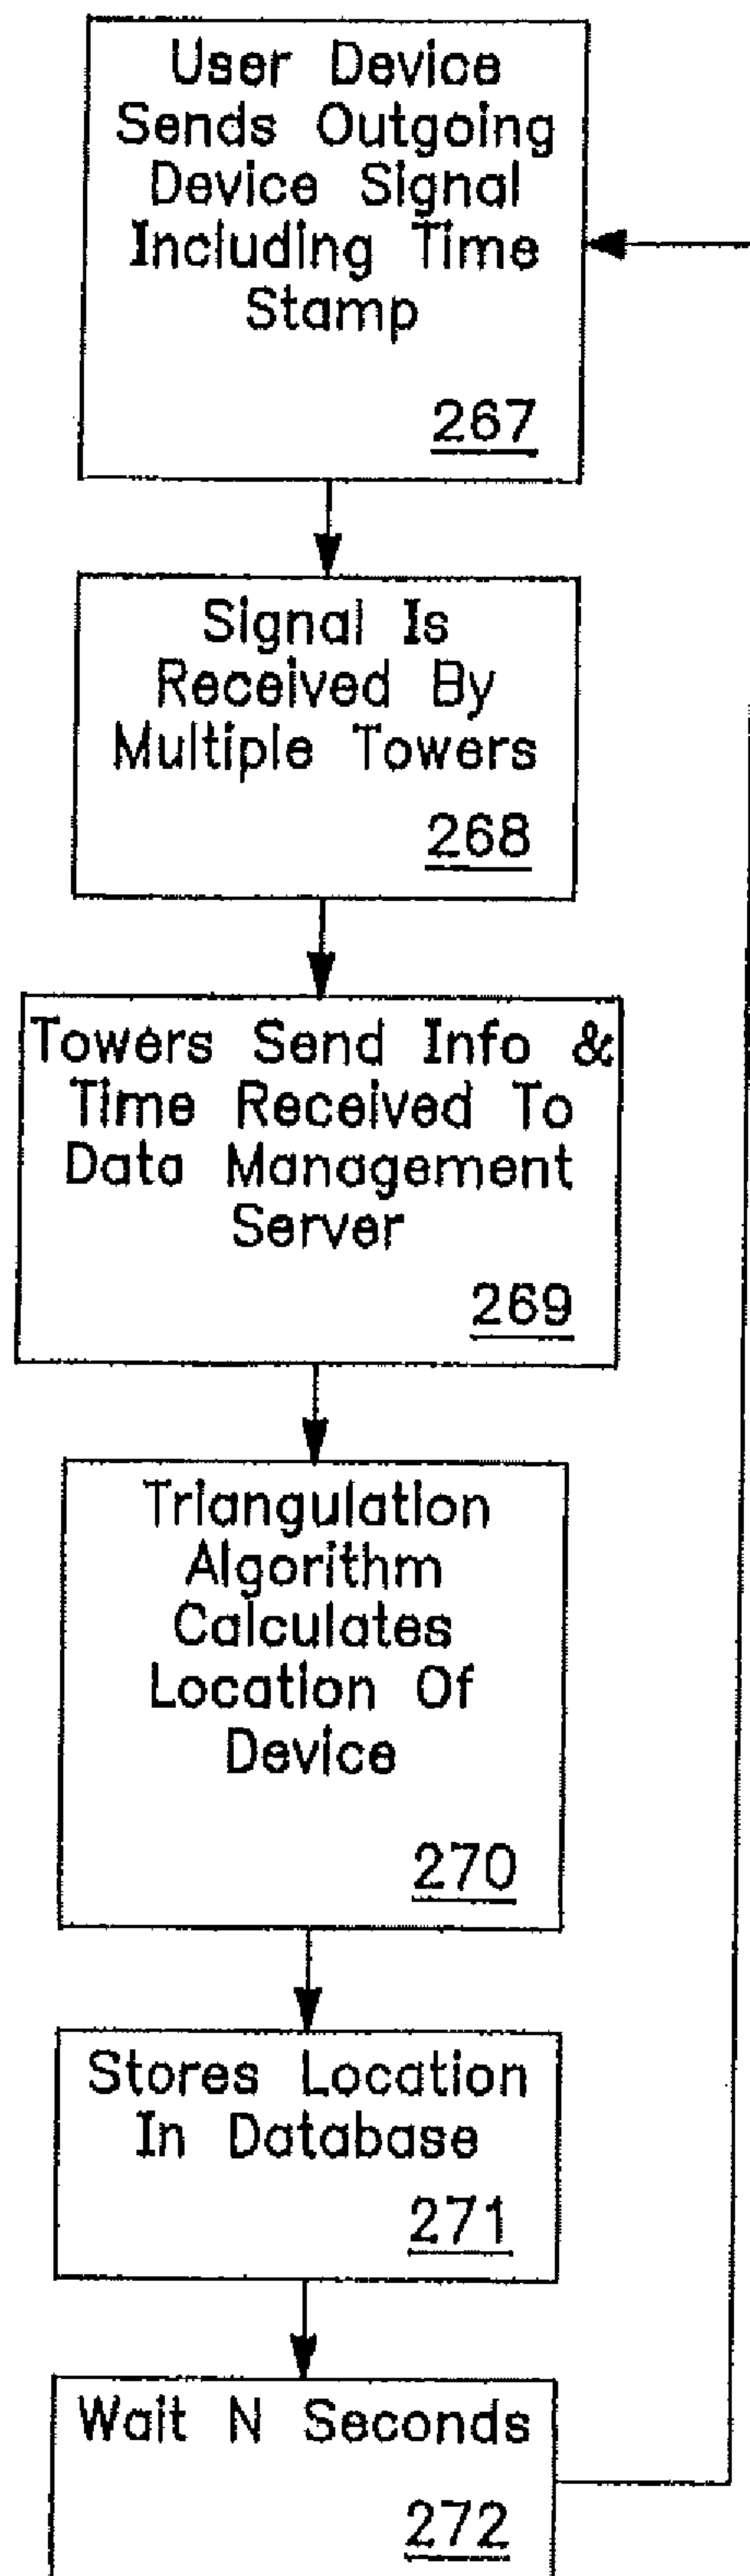 User Device
Sends Outgoing
Device Signal
Including Time
Stamp
267
Signal Is
Received By
Multiple Towers
268
Towers Send Info &
Time Received To
Data Management
Server
269
Triangulation
Algorithm
Calculates
Location Of
Device
270
Stores Location
In Database
271
Wait N Seconds
272